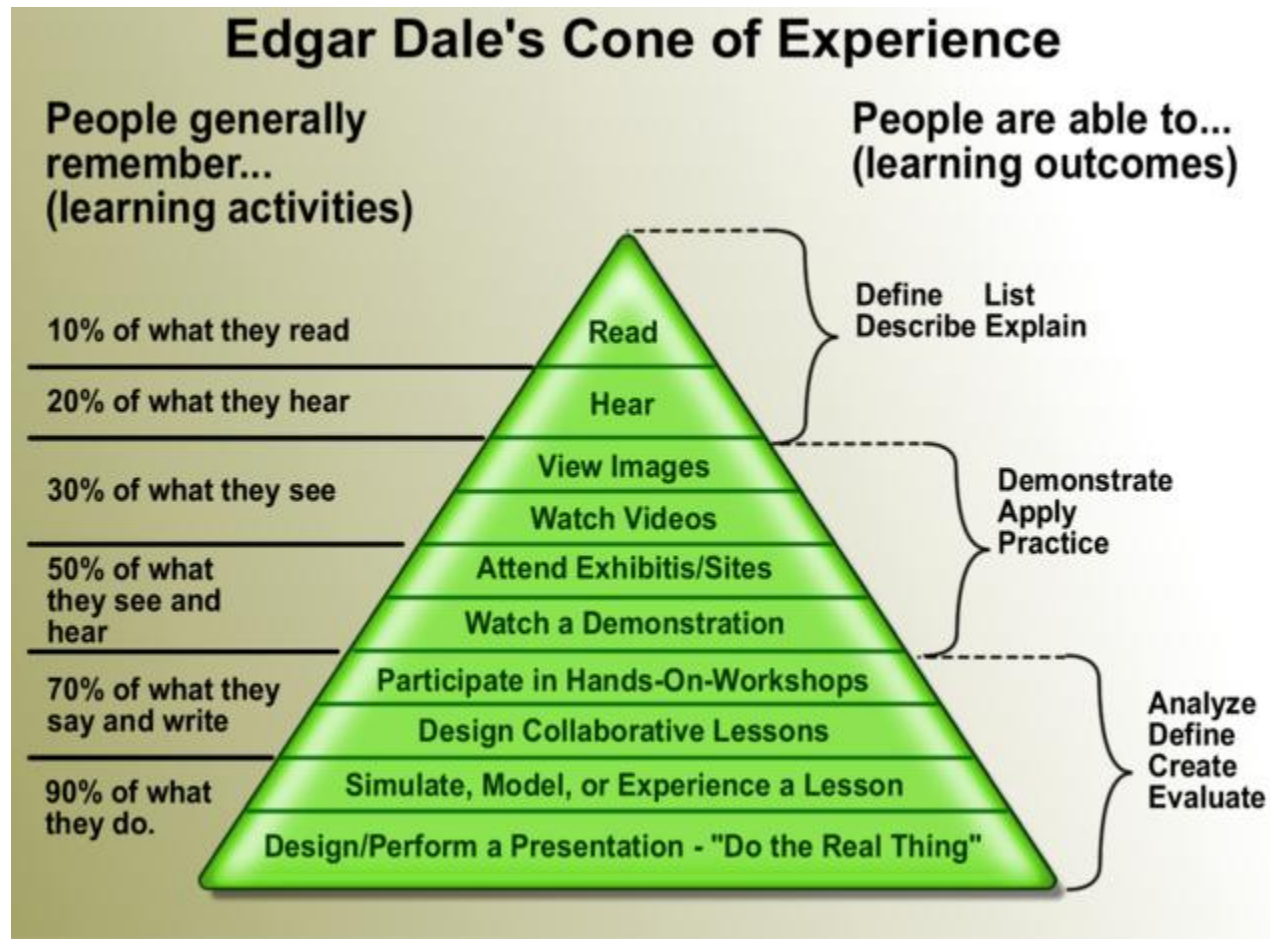 Edgar Dale's Cone of Experience
People generally
remember...
(learning activities)
People are able to...
(learning outcomes)
10% of what they read
20% of what they hear
30% of what they see
50% of what
they see and
hear
70% of what they
say and write
90% of what
they do.
Read
Hear
View Images
Watch Videos
Attend Exhibitis/Sites
Watch a Demonstration
Participate in Hands-On-Workshops
Design Collaborative Lessons
Simulate, Model, or Experience a Lesson
Design/Perform a Presentation - "Do the Real Thing"
Define List
Describe Explain
Demonstrate
Apply
Practice
Analyze
Define
Create
Evaluate